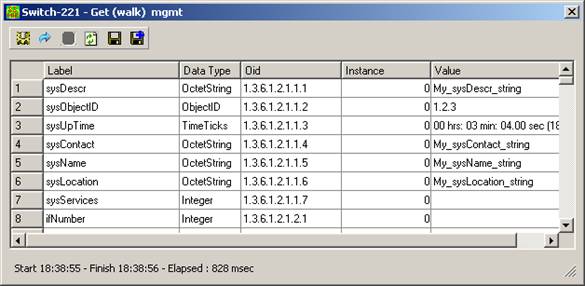 Switch-221 - Get (walk) mgmt
Label Data Type Oid Instance Value
1 sysDescr OctetString 1.3.6.1.2.1.1.1 0 My_sysDescr_string
2 sysObjectID ObjectID 1.3.6.1.2.1.1.2 0 1.2.3
3 sysUpTime TimeTicks 1.3.6.1.2.1.1.3 0 00 hrs: 03 min: 04.00 sec (18
4 sysContact OctetString 1.3.6.1.2.1.1.4 0 My_sysContact_string
5 sysName OctetString 1.3.6.1.2.1.1.5 0 My_sysName_string
6 sysLocation OctetString 1.3.6.1.2.1.1.6 0 My_sysLocation_string
7 sysServices Integer 1.3.6.1.2.1.1.7 0
8 ifNumber Integer 1.3.6.1.2.1.2.1 0
Start 18:38:55 - Finish 18:38:56 - Elapsed : 828 msec